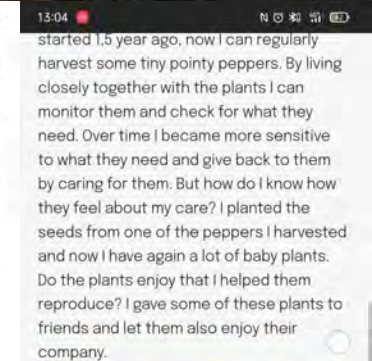 13:04
started 1,5 year ago, now I can regularly
harvest some tiny pointy peppers. By living
closely together with the plants I can
monitor them and check for what they
need. Over time I became more sensitive
to what they need and give back to them
by caring for them. But how do I know how
they feel about my care? I planted the
seeds from one of the peppers I harvested
and now I have again a lot of baby plants.
Do the plants enjoy that I helped them
reproduce? I gave some of these plants to
friends and let them also enjoy their
company.